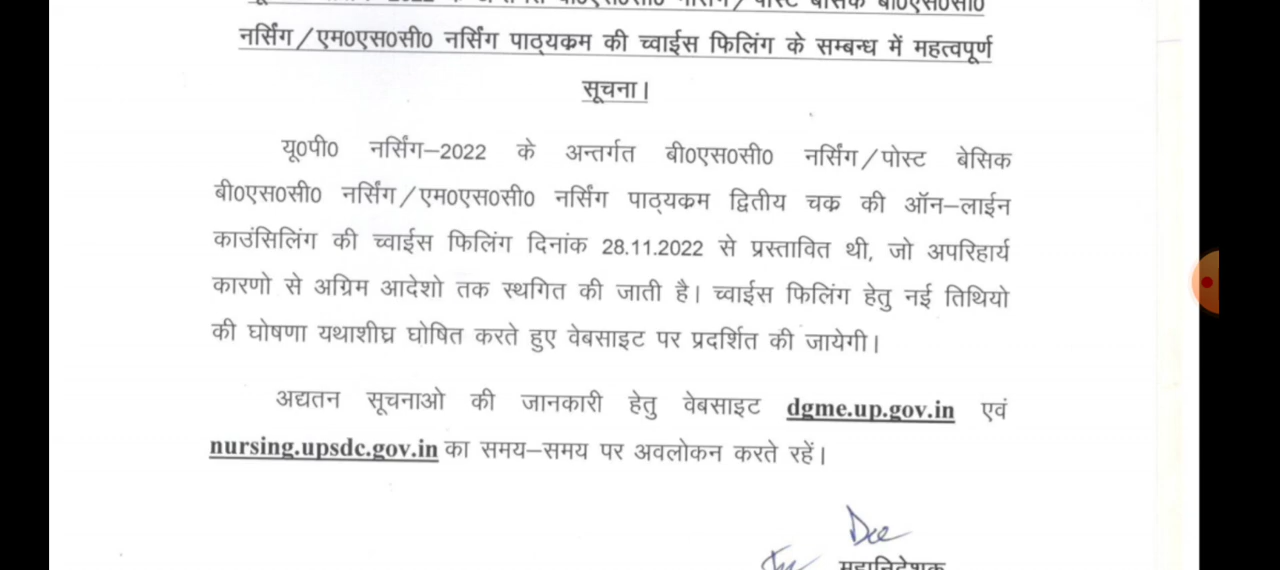 नर्सिंग/एम0एस0सी0 नर्सिंग पाठ्यक्रम की च्वाईस फिलिंग के सम्बन्ध में महत्वपूर्ण
सूचना।
यू0पी0 नर्सिंग–2022 के अन्तर्गत बी0एस0सी0 नर्सिंग/पोस्ट बेसिक
बी0एस0सी0 नर्सिंग/एम0एस0सी0 नर्सिंग पाठ्यक्रम द्वितीय चक्र की ऑन–लाईन
काउंसिलिंग की च्वाईस फिलिंग दिनांक 28.11.2022 से प्रस्तावित थी, जो अपरिहार्य
कारणो से अग्रिम आदेशो तक स्थगित की जाती है। च्वाईस फिलिंग हेतु नई तिथियो
की घोषणा यथाशीघ्र घोषित करते हुए वेबसाइट पर प्रदर्शित की जायेगी।
अद्यतन सूचनाओ की जानकारी हेतु वेबसाइट dgme.up.gov.in एवं
nursing.upsdc.gov.in का समय–समय पर अवलोकन करते रहें।
महानिदेशक